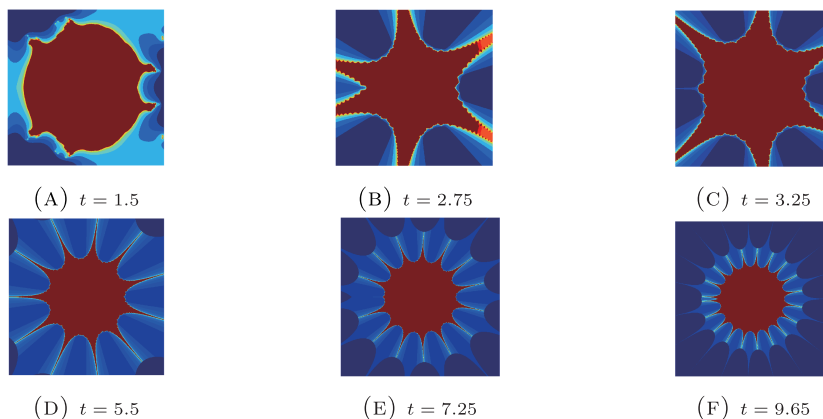 (A) t = 1.5
(B) t = 2.75
(C) t = 3.25
(D) t = 5.5
(E) t = 7.25
(F) t = 9.65